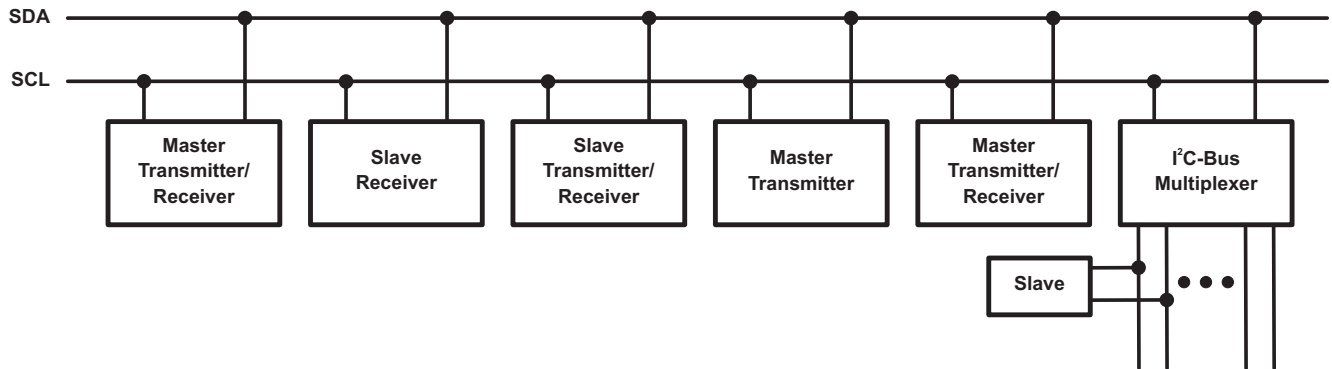 SDA
SCL
Master
Transmitter/
Receiver
Slave
Receiver
Slave
Transmitter/
Receiver
Master
Transmitter
Master
Transmitter/
Receiver
I²C-Bus
Multiplexer
Slave